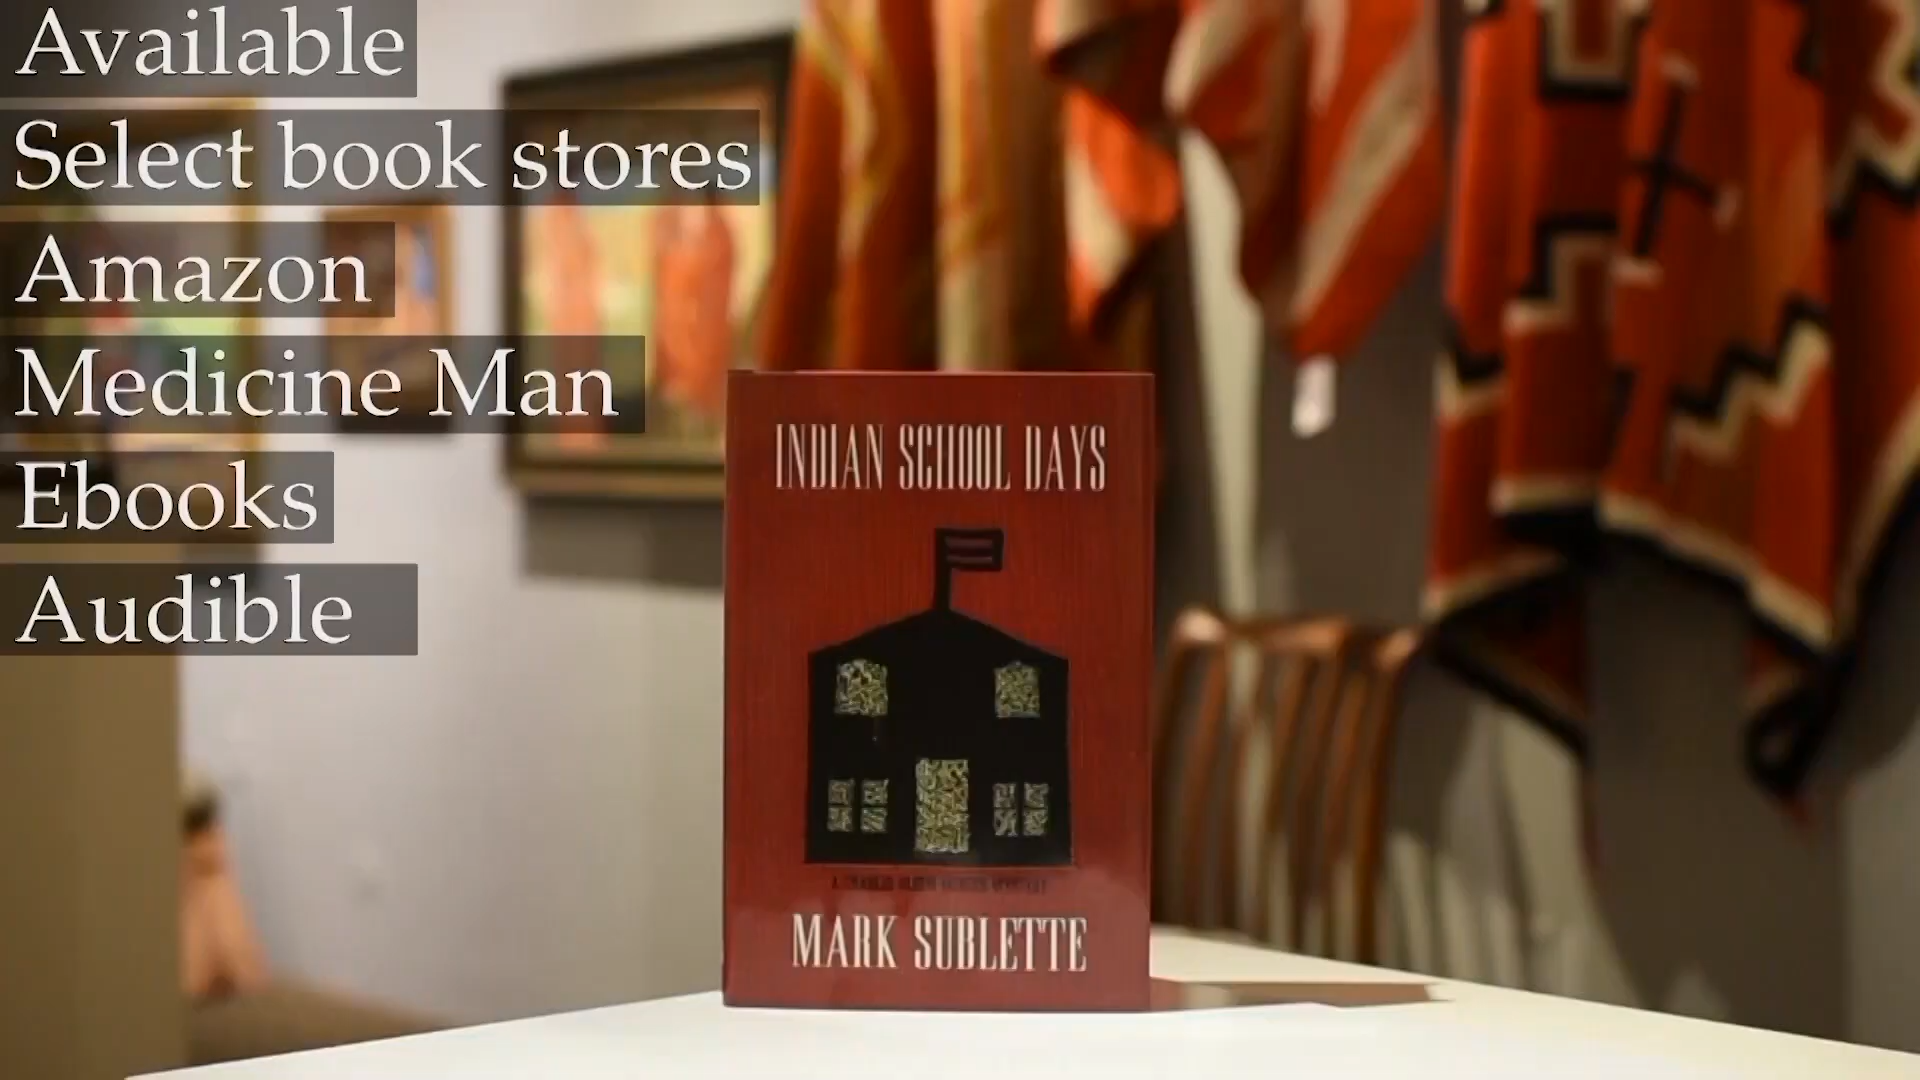 Available
Select book stores
Amazon
Medicine Man
Ebooks
Audible
INDIAN SCHOOL DAYS
MARK SUBLETTE